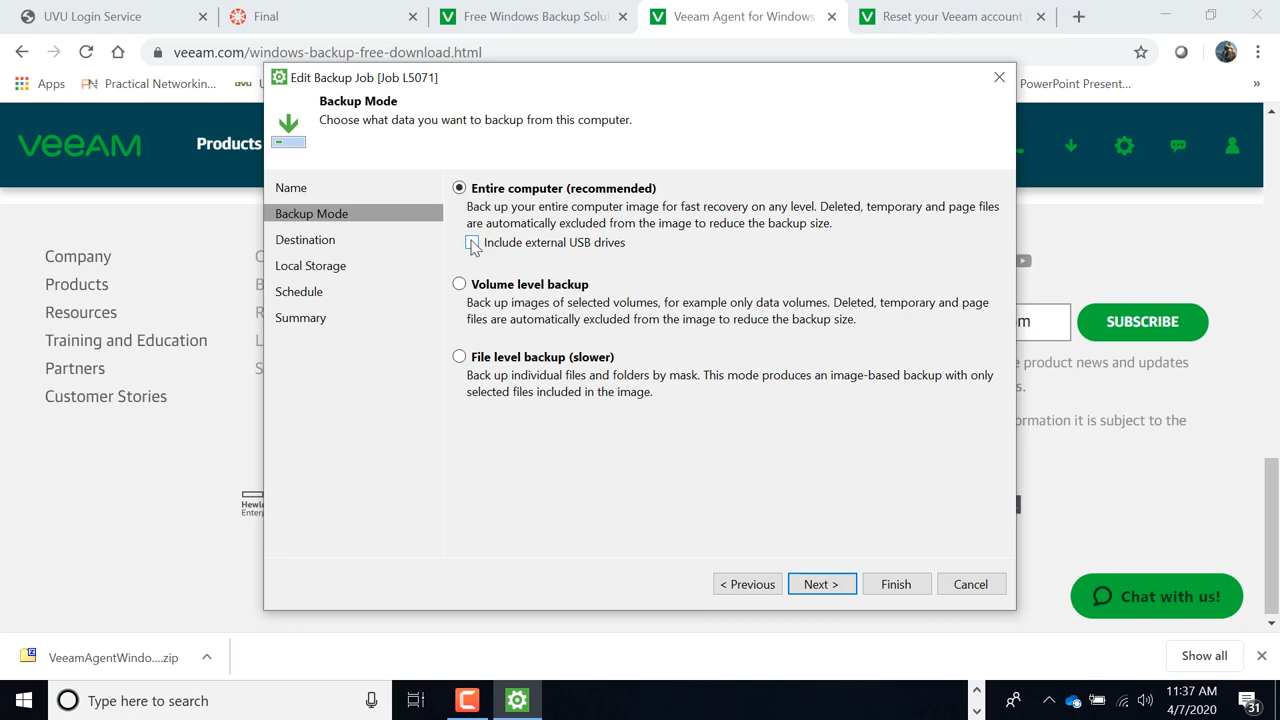 UVU Login Service
Final
Free Windows Backup Solu
Veeam Agent for Windows
Reset your Veeam account
veeam.com/windows-backup-free-download.html
Apps
Practical Networkin...
UVU
PowerPoint Present...
»
Edit Backup Job [Job L5071]
Backup Mode
Choose what data you want to backup from this computer.
VEEAM
Products
Name
Backup Mode
Destination
Local Storage
Schedule
Summary
Entire computer (recommended)
Back up your entire computer image for fast recovery on any level. Deleted, temporary and page files
are automatically excluded from the image to reduce the backup size.
Include external USB drives
Volume level backup
Back up images of selected volumes, for example only data volumes. Deleted, temporary and page
files are automatically excluded from the image to reduce the backup size.
File level backup (slower)
Back up individual files and folders by mask. This mode produces an image-based backup with only
selected files included in the image.
< Previous
Next >
Finish
Cancel
Company
Products
Resources
Training and Education
Partners
Customer Stories
om
SUBSCRIBE
e product news and updates
s.
ormation it is subject to the
Hewle
Enterp
Chat with us!
VeeamAgentWindo....zip
Show all
Type here to search
11:37 AM
4/7/2020
31